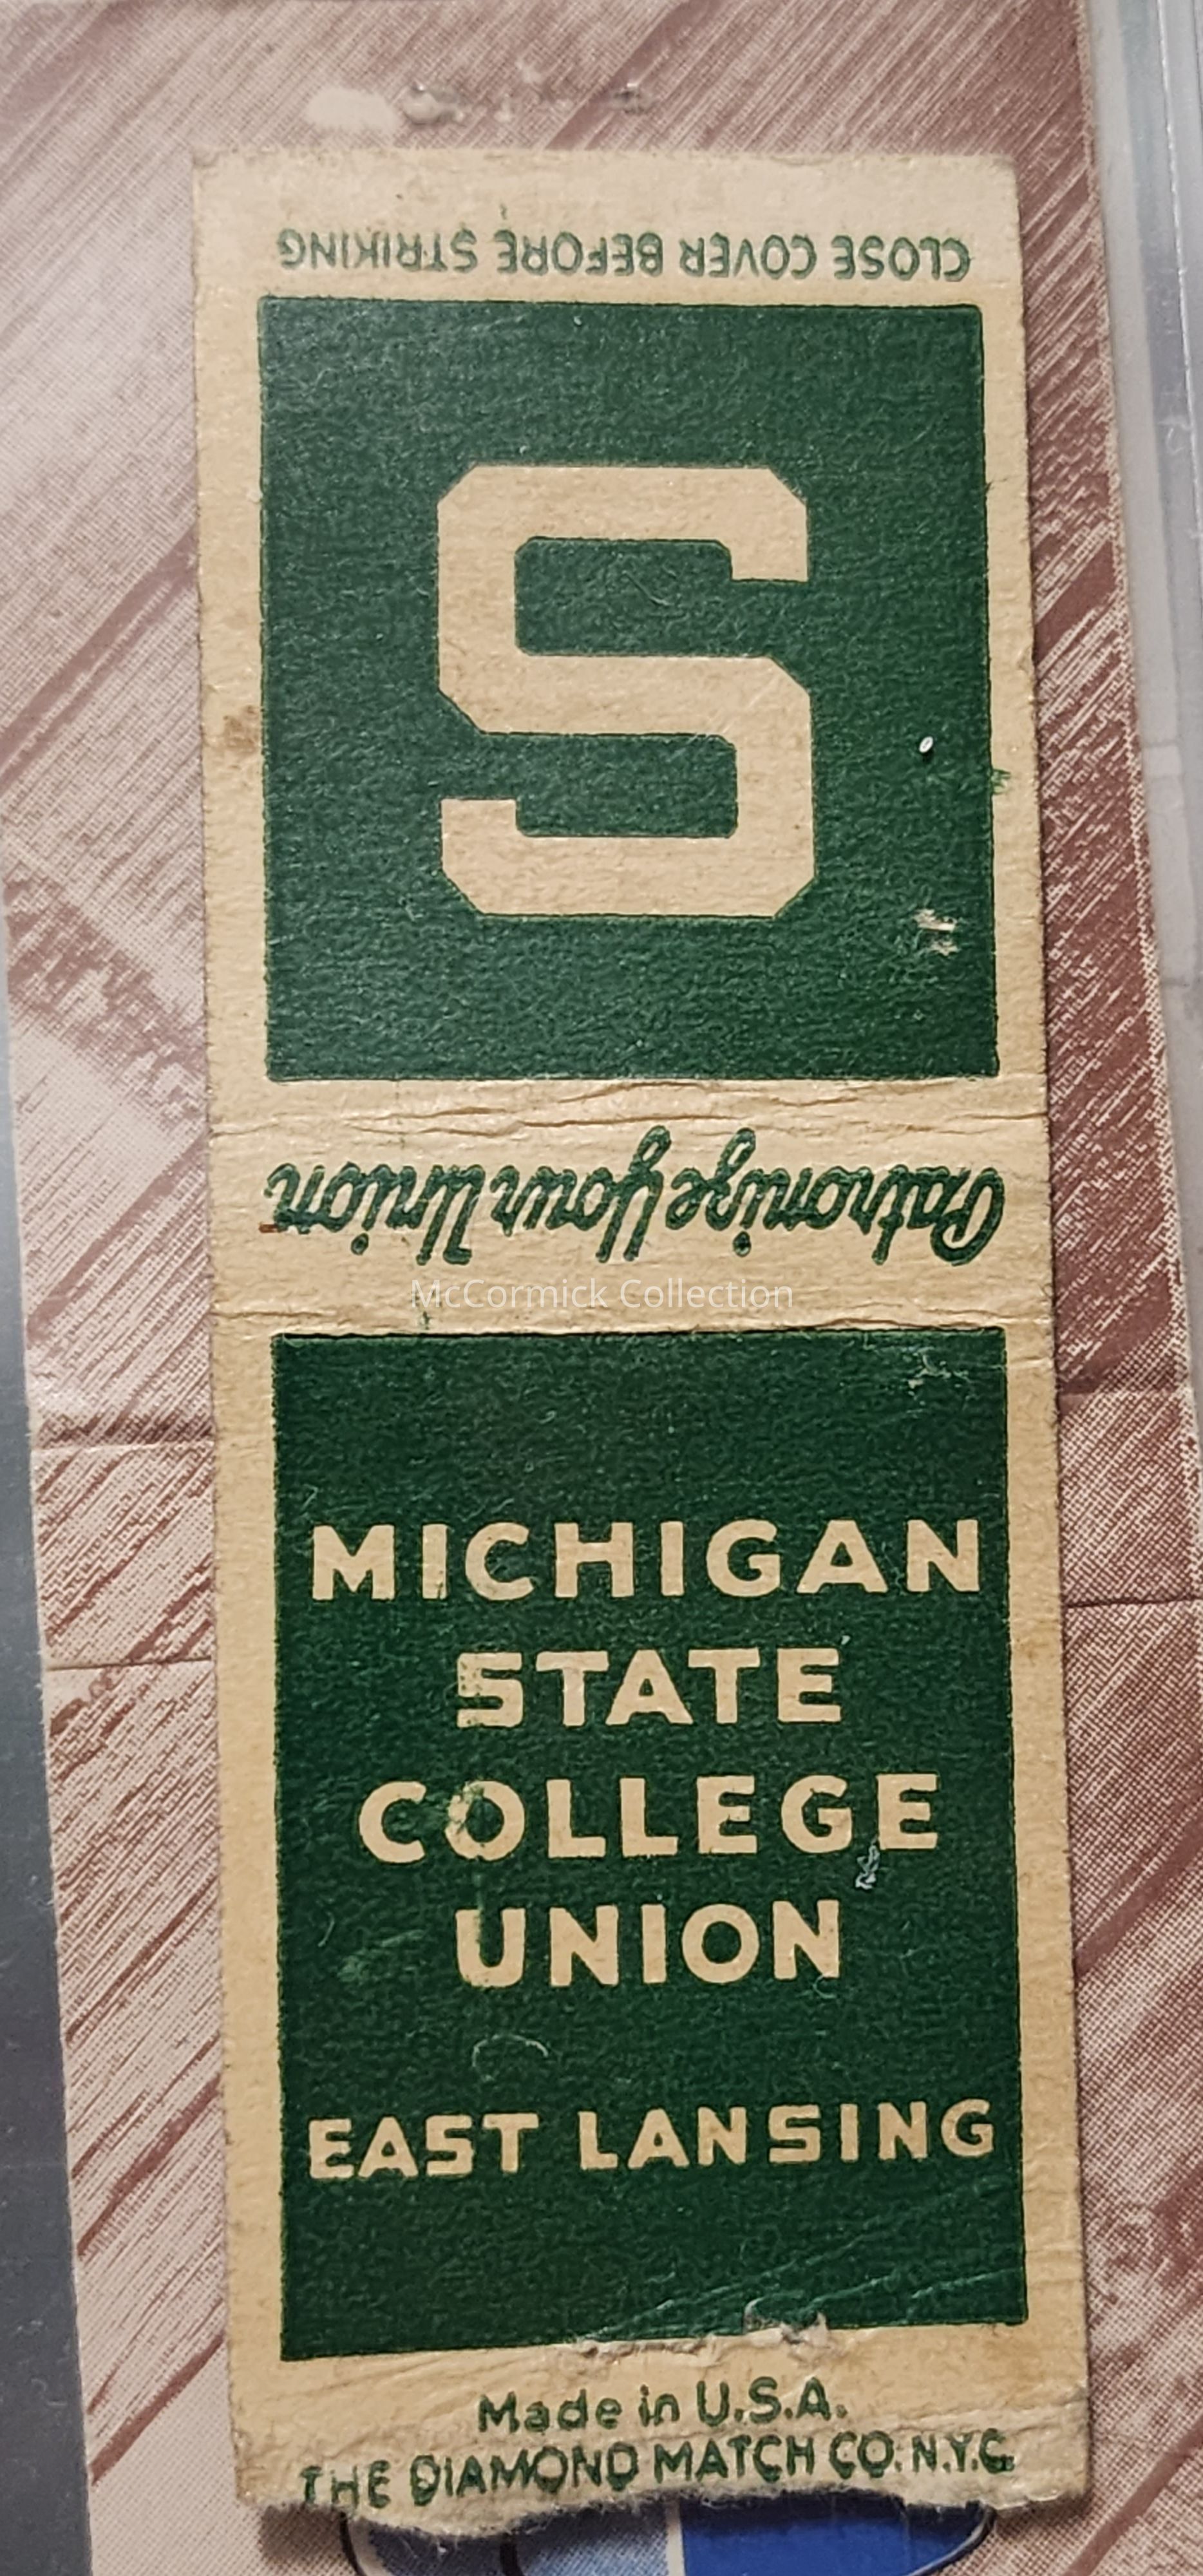 CLOSE COVER BEFORE STRIKING
S
Patronize Your Union
McCormick Collection
MICHIGAN
STATE
COLLEGE
UNION
EAST LANSING
Made in U.S.A.
THE DIAMOND MATCH CO. N.Y.C.